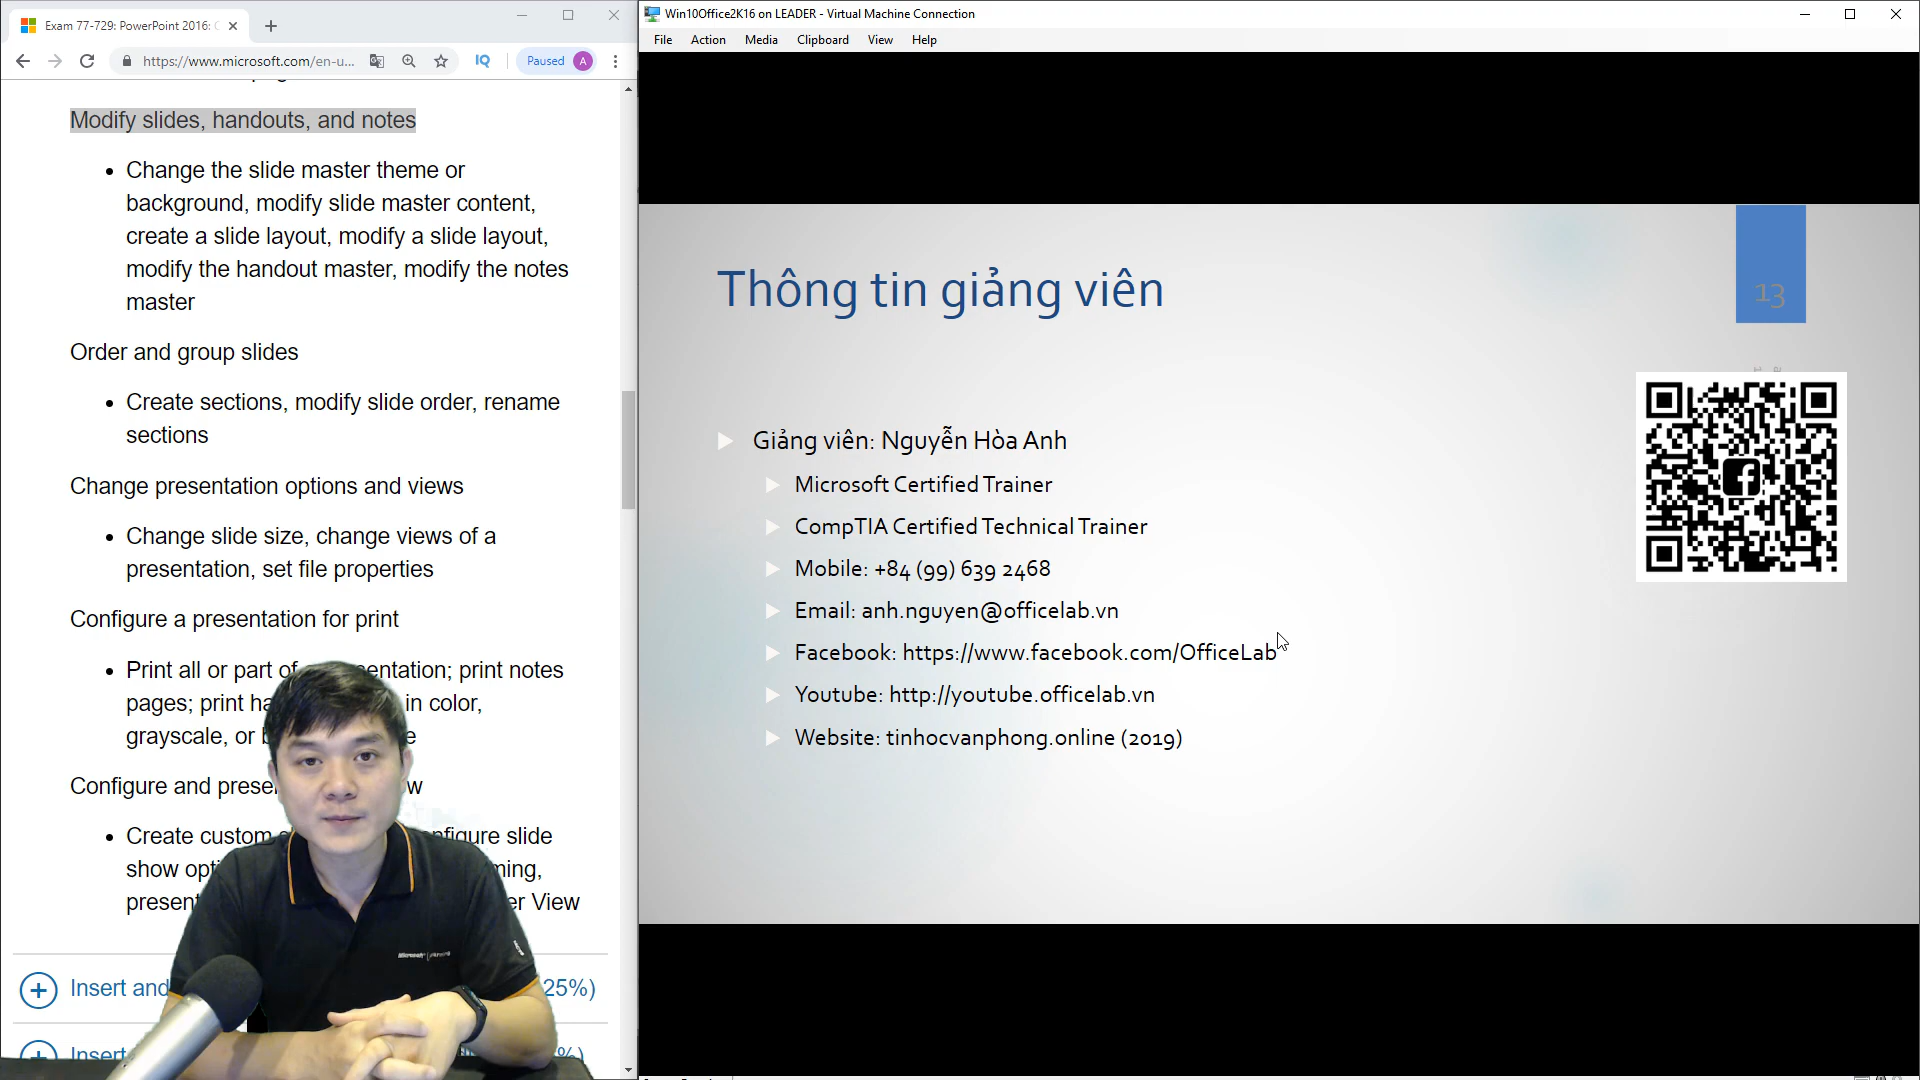 Exam 77-729: PowerPoint 2016:
https://www.microsoft.com/en-u...
IQ
Paused
A
Modify slides, handouts, and notes
Change the slide master theme or
background, modify slide master content,
create a slide layout, modify a slide layout,
modify the handout master, modify the notes
master
Order and group slides
Create sections, modify slide order, rename
sections
Change presentation options and views
Change slide size, change views of a
presentation, set file properties
Configure a presentation for print
Print all or part of entation; print notes
pages; print ha in color,
grayscale, or
Configure and prese w
Create custom nfigure slide
show opti ming,
present er View
Insert and 25%)
Insert %)
Win10Office2K16 on LEADER - Virtual Machine Connection
File Action Media Clipboard View Help
Thông tin giảng viên
13
Giảng viên: Nguyễn Hòa Anh
Microsoft Certified Trainer
CompTIA Certified Technical Trainer
Mobile: +84 (99) 639 2468
Email: anh.nguyen@officelab.vn
Facebook: https://www.facebook.com/OfficeLab
Youtube: http://youtube.officelab.vn
Website: tinhocvanphong.online (2019)